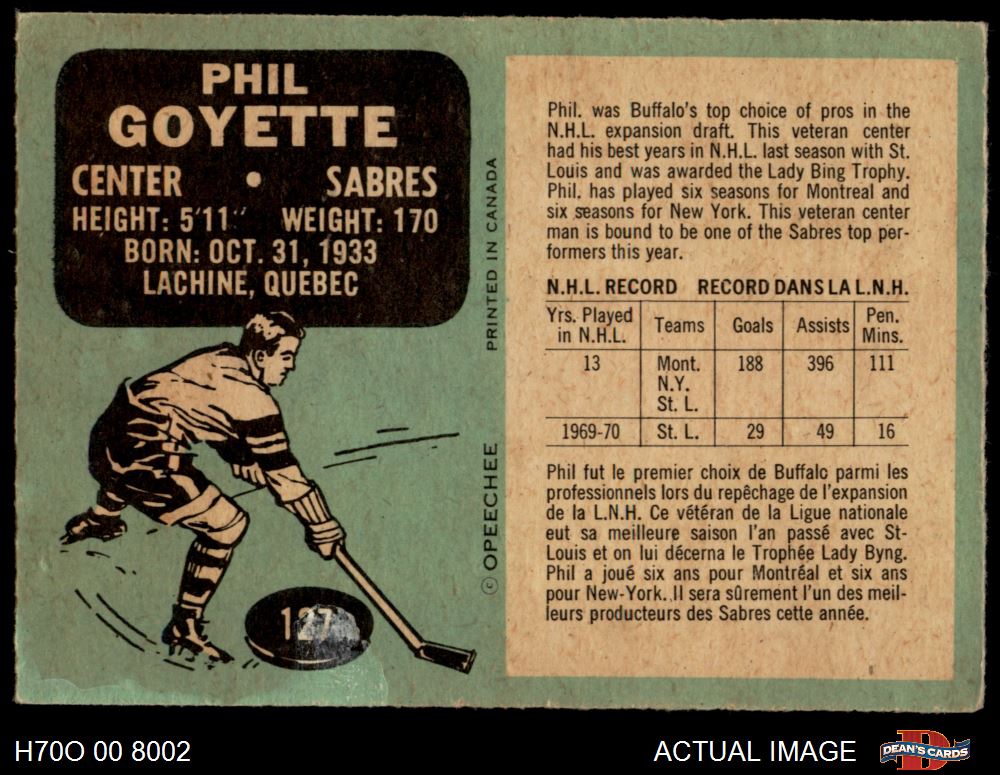 PHIL
GOYETTE
CENTER • SABRES
HEIGHT: 5'11" WEIGHT: 170
BORN: OCT. 31, 1933
LACHINE, QUEBEC
127
PRINTED IN CANADA
© OPEECHEE
Phil. was Buffalo's top choice of pros in the
N.H.L. expansion draft. This veteran center
had his best years in N.H.L. last season with St.
Louis and was awarded the Lady Bing Trophy.
Phil. has played six seasons for Montreal and
six seasons for New York. This veteran center
man is bound to be one of the Sabres top per-
formers this year.
N.H.L. RECORD RECORD DANS LA L.N.H.
Yrs. Played
in N.H.L. Teams Goals Assists Pen.
Mins.
13 Mont. 188 396 111
N.Y.
St. L.
1969-70 St. L. 29 49 16
Phil fut le premier choix de Buffalo parmi les
professionnels lors du repêchage de l'expansion
de la L.N.H. Ce vétéran de la Ligue nationale
eut sa meilleure saison l'an passé avec St-
Louis et on lui décerna le Trophée Lady Byng.
Phil a joué six ans pour Montréal et six ans
pour New-York. Il sera sûrement l'un des meil-
leurs producteurs des Sabres cette année.
H70O 00 8002
ACTUAL IMAGE
DEAN'S CARDS